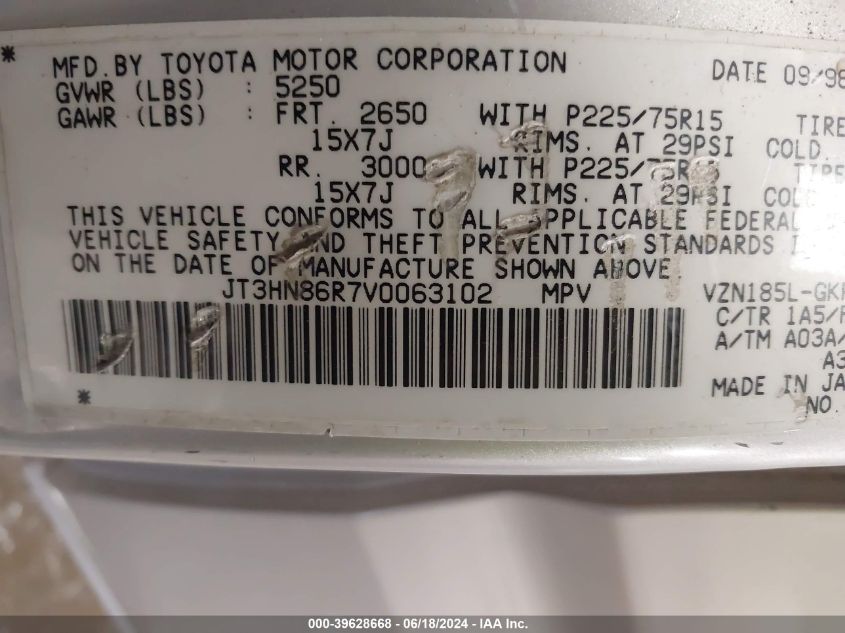 * MFD.BY TOYOTA MOTOR CORPORATION DATE 09/96
GVWR (LBS) : 5250
GAWR (LBS) : FRT. 2650 WITH P225/75R15 TIRE
15X7J RIMS. AT 29PSI COLD.
RR. 3000 WITH P225/75R15 TIRE
15X7J RIMS. AT 29PSI COL
THIS VEHICLE CONFORMS TO ALL APPLICABLE FEDERAL
VEHICLE SAFETY AND THEFT PREVENTION STANDARDS I
ON THE DATE OF MANUFACTURE SHOWN ABOVE.
JT3HN86R7V0063102 MPV VZN185L-GK
C/TR 1A5/F
A/TM A03A/
A3
MADE IN JA
* NO.
000-39628668 - 06/18/2024 - IAA Inc.